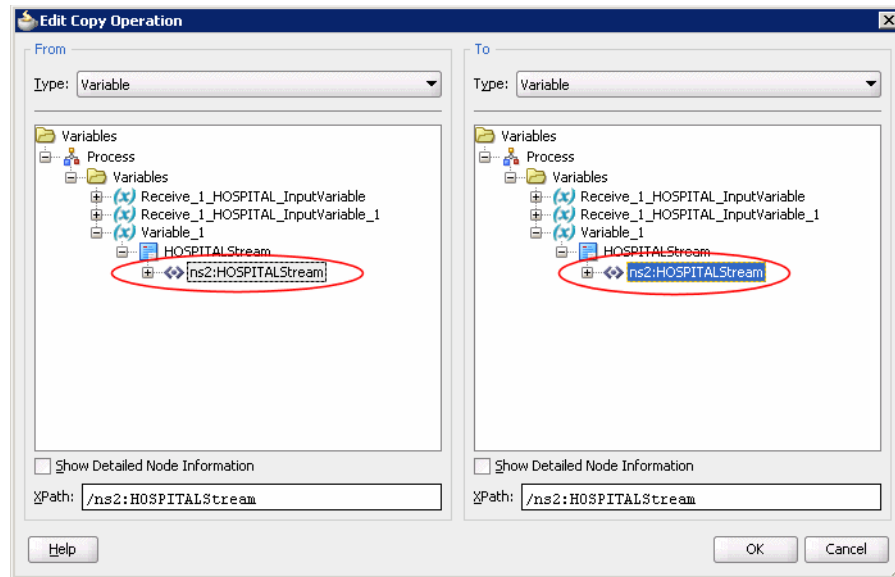 Edit Copy Operation
From
Type: Variable
Variables
Process
Variables
Receive_1_HOSPITAL_InputVariable
Receive_1_HOSPITAL_InputVariable_1
Variable_1
HOSPITALStream
ns2:HOSPITALStream
Show Detailed Node Information
XPath: /ns2:HOSPITALStream
To
Type: Variable
Variables
Process
Variables
Receive_1_HOSPITAL_InputVariable
Receive_1_HOSPITAL_InputVariable_1
Variable_1
HOSPITALStream
ns2:HOSPITALStream
Show Detailed Node Information
XPath: /ns2:HOSPITALStream
Help
OK
Cancel